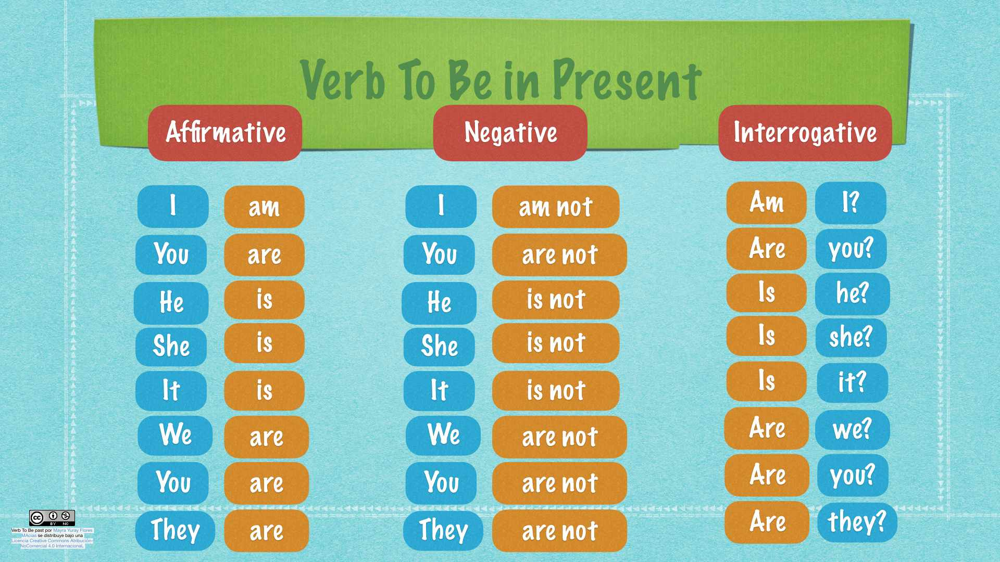 Verb To Be in Present
Affirmative Negative Interrogative
I am I am not Am I?
You are You are not Are you?
He is He is not Is he?
She is She is not Is she?
It is It is not Is it?
We are We are not Are we?
You are You are not Are you?
They are They are not Are they?
cc BY NC
Verb To Be past por Mayra Yuray Flores
MAcias se distribuye bajo una
Licencia Creative Commons Atribución-
NoComercial 4.0 Internacional.